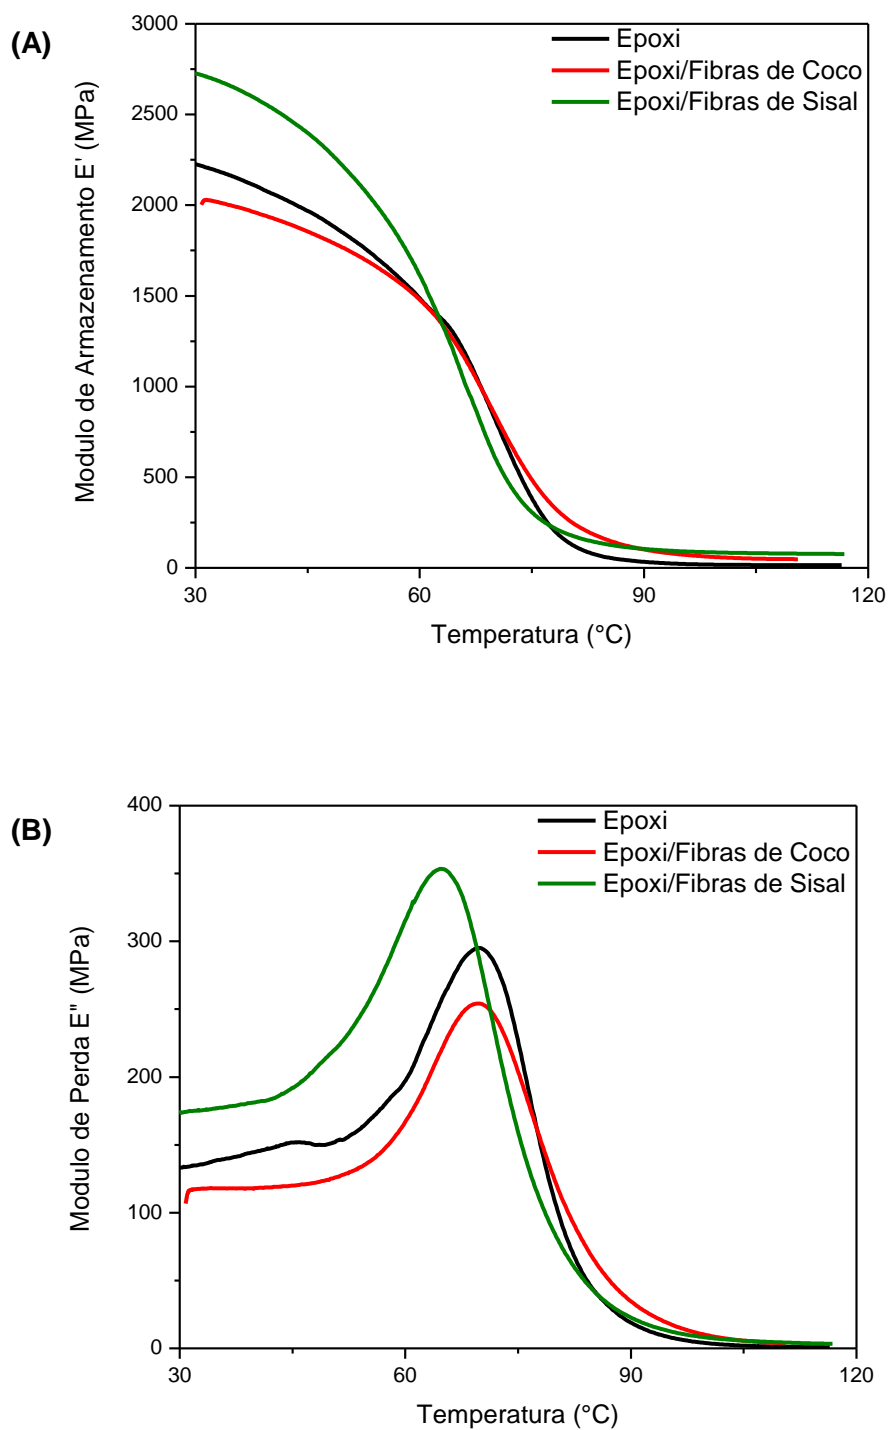 (A)
3000
2500
2000
1500
1000
500
0
Modulo de Armazenamento E' (MPa)
Epoxi
Epoxi/Fibras de Coco
Epoxi/Fibras de Sisal
30
60
90
120
Temperatura (°C)
(B)
400
300
200
100
0
Modulo de Perda E" (MPa)
Epoxi
Epoxi/Fibras de Coco
Epoxi/Fibras de Sisal
30
60
90
120
Temperatura (°C)